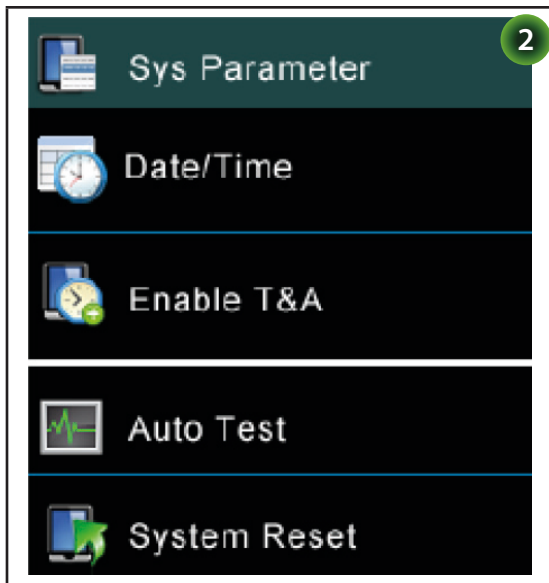 2
Sys Parameter
Date/Time
Enable T&A
Auto Test
System Reset